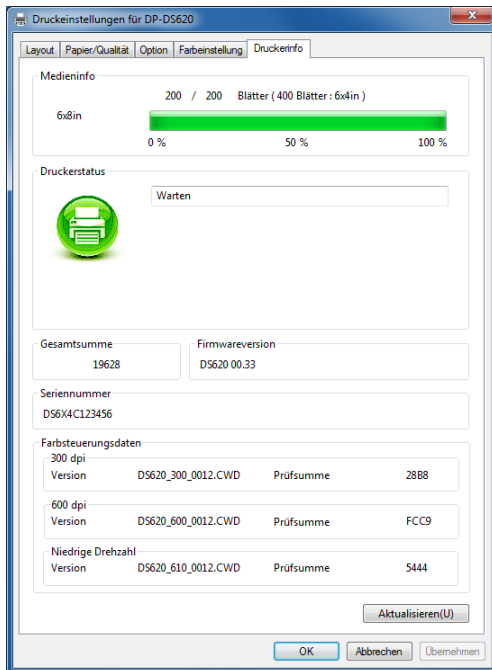 Druckeinstellungen für DP-DS620
Layout Papier/Qualität Option Farbeinstellung Druckerinfo
Medieninfo
200 / 200 Blätter ( 400 Blätter : 6x4in )
6x8in
0 % 50 % 100 %
Druckerstatus
Warten
Gesamtsumme Firmwareversion
19628 DS620 00.33
Seriennummer
DS6X4C123456
Farbsteuerungsdaten
300 dpi
Version DS620_300_0012.CWD Prüfsumme 28B8
600 dpi
Version DS620_600_0012.CWD Prüfsumme FCC9
Niedrige Drehzahl
Version DS620_610_0012.CWD Prüfsumme 5444
Aktualisieren(U)
OK Abbrechen Übernehmen